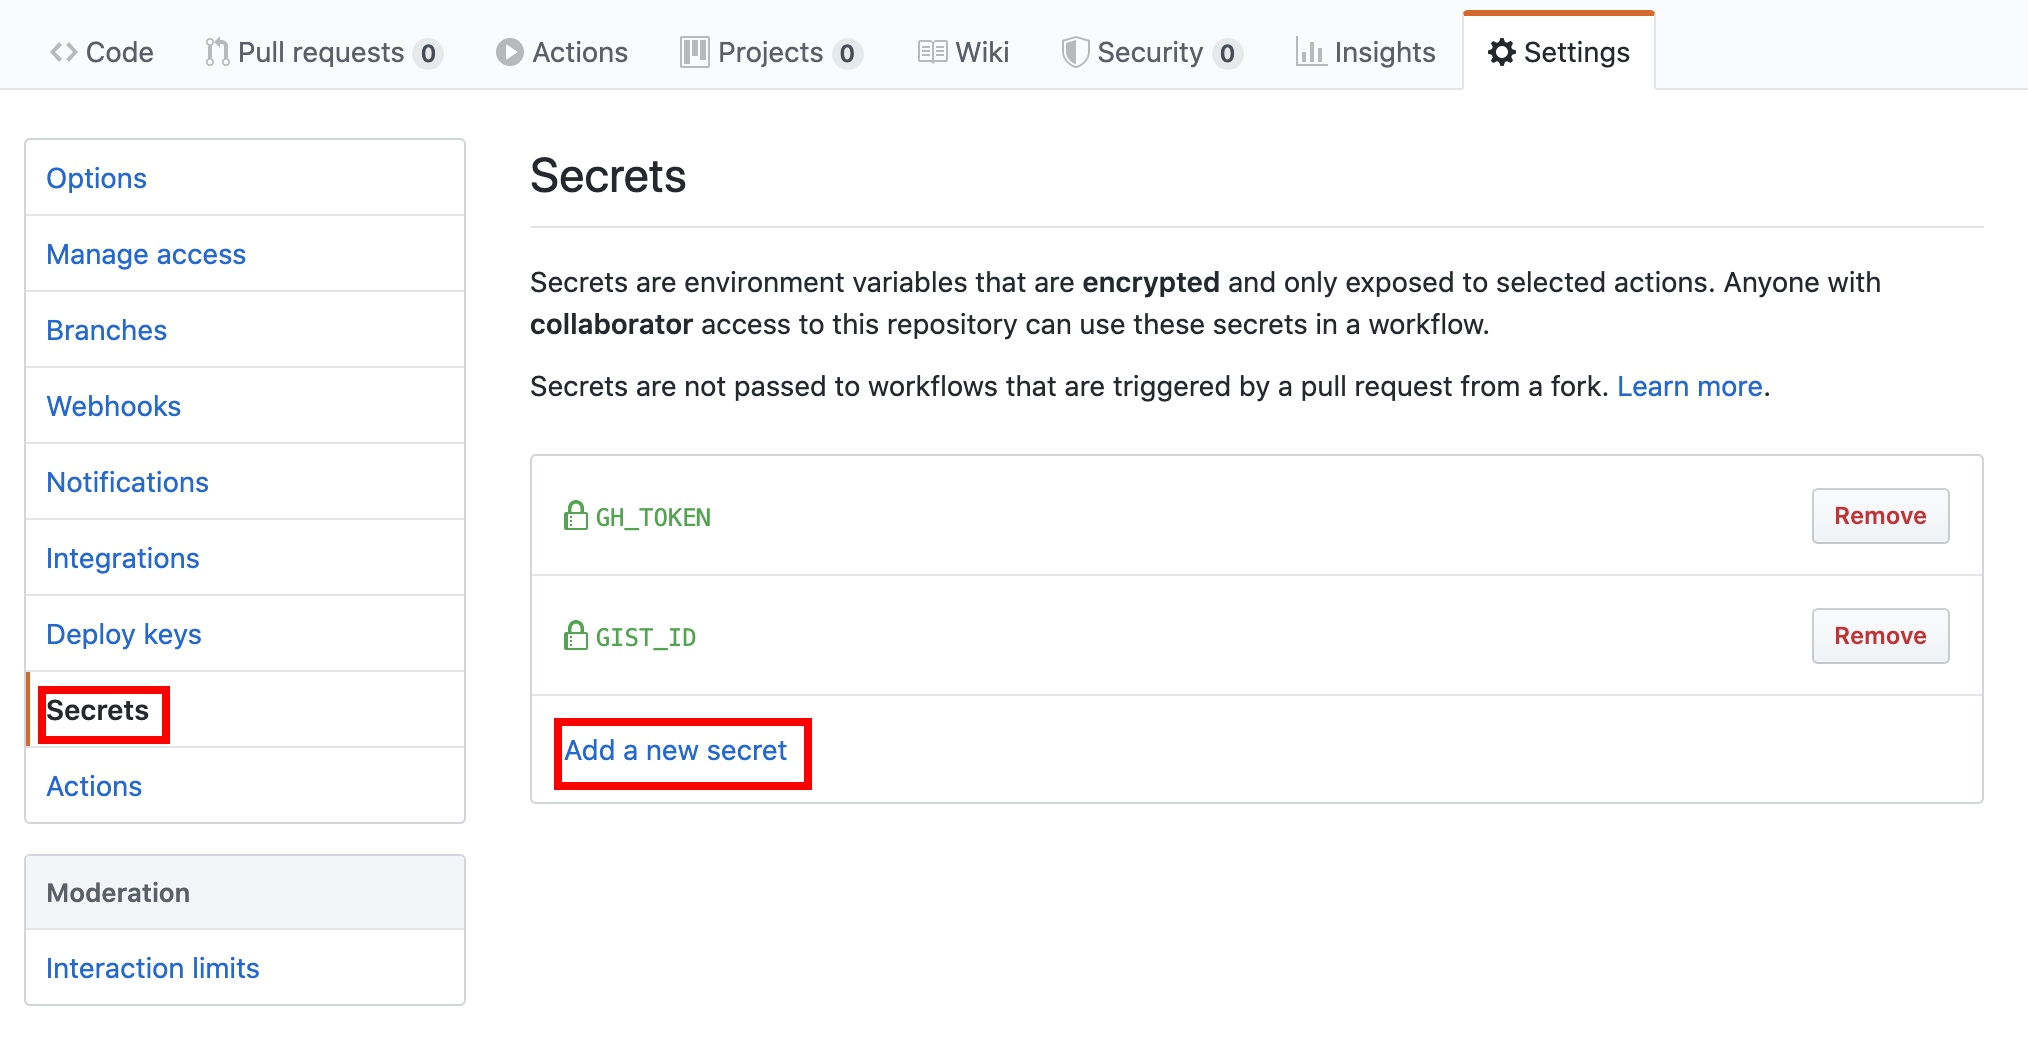 Code Pull requests 0 Actions Projects 0 Wiki Security 0 Insights Settings
Options
Manage access
Branches
Webhooks
Notifications
Integrations
Deploy keys
Secrets
Actions
Moderation
Interaction limits
Secrets
Secrets are environment variables that are encrypted and only exposed to selected actions. Anyone with
collaborator access to this repository can use these secrets in a workflow.
Secrets are not passed to workflows that are triggered by a pull request from a fork. Learn more.
GH_TOKEN Remove
GIST_ID Remove
Add a new secret